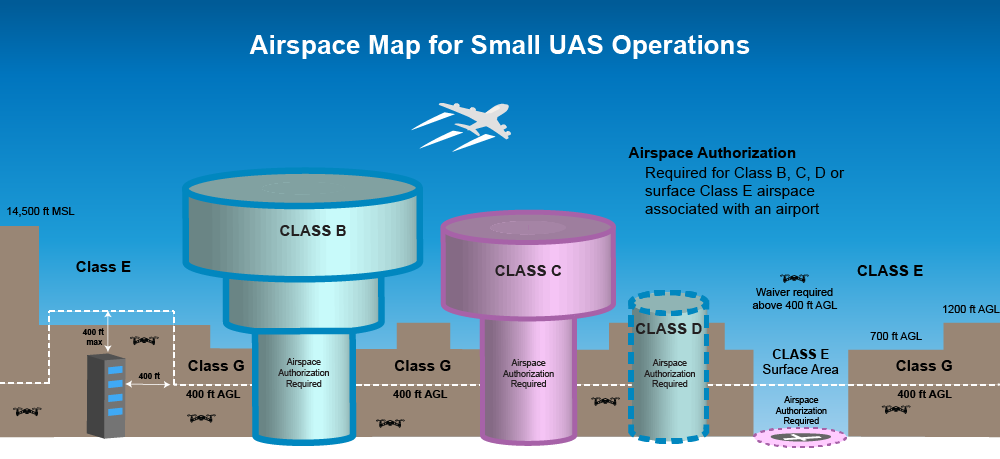 Airspace Map for Small UAS Operations
Airspace Authorization
Required for Class B, C, D or
surface Class E airspace
associated with an airport
14,500 ft MSL
Class E
CLASS B
CLASS C
CLASS E
Waiver required
above 400 ft AGL
1200 ft AGL
400 ft
max
CLASS D
700 ft AGL
CLASS E
Surface Area
Class G
Airspace
Authorization
Required
Class G
Airspace
Authorization
Required
Airspace
Authorization
Required
Class G
400 ft
400 ft AGL
400 ft AGL
400 ft AGL
Airspace
Authorization
Required